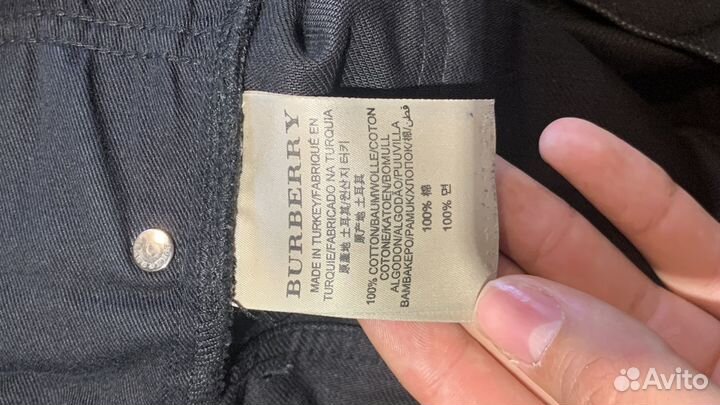 BURBERRY
MADE IN TURKEY/FABRIQUÉ EN
TURQUIE/FABRICADO NA TURQUIA
原產地 土耳其/원산지 터키
原产地 土耳其
100% COTTON/BAUMWOLLE/COTON
COTONE/KATOEN/BOMULL
ALGODON/ALGODÃO/PUUVILLA
BAMBAKEPO/PAMUK/ХЛОПОК/棉/قطن
100% 棉
100% 면
Avito